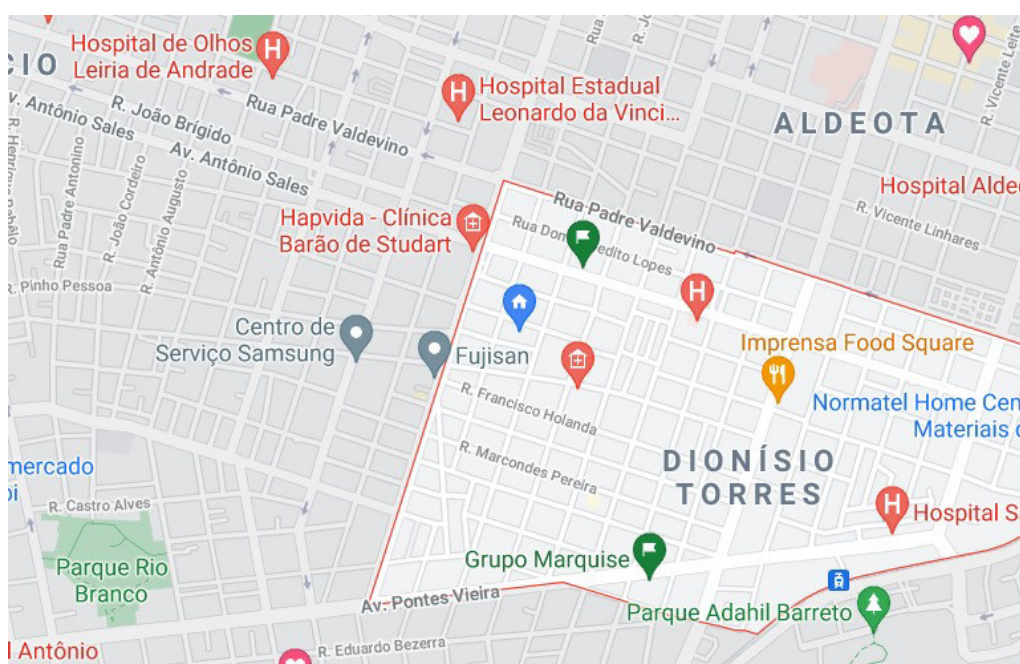 Hospital de Olhos
Leiria de Andrade
H
CIO
Hospital Estadual
Leonardo da Vinci...
H
R. Vicente Leite
ALDEOTA
v. Antônio Sales
R. João Brígido
Rua Padre Valdevino
Av. Antônio Sales
Rua Padre Antonino
R. João Cordeiro
R. Antônio Augusto
Hospital Alde
Rua Padre Valdevino
Hapvida - Clínica
Barão de Studart
R. Vicente Linhares
R. Pinho Pessoa
H
Centro de
Serviço Samsung
Fujisan
Imprensa Food Square
R. Francisco Holanda
Normatel Home Cen
Materiais
R. Marcondes Pereira
DIONÍSIO
TORRES
mercado
R. Castro Alves
H
Hospital S
Parque Rio
Branco
Grupo Marquise
Av. Pontes Vieira
Parque Adahil Barreto
l Antônio
R. Eduardo Bezerra